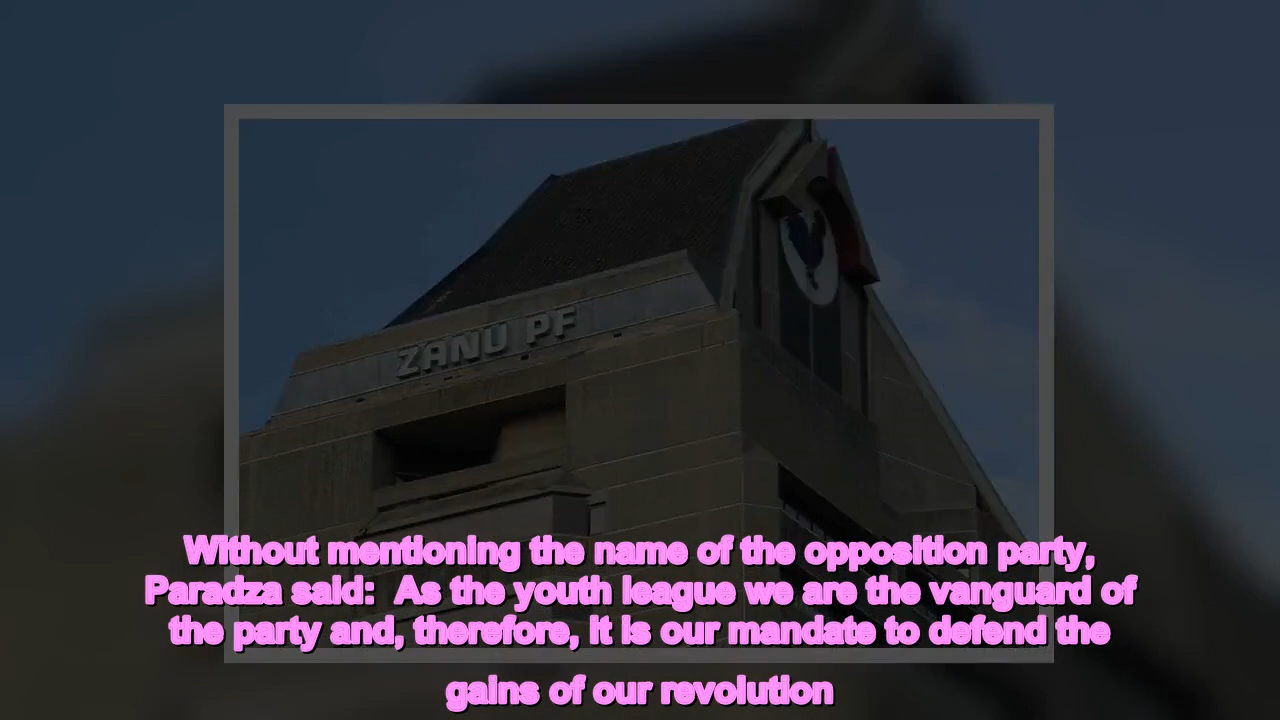 ZANU PF
Without mentioning the name of the opposition party,
Paradza said:  As the youth league we are the vanguard of
the party and, therefore, it is our mandate to defend the
gains of our revolution